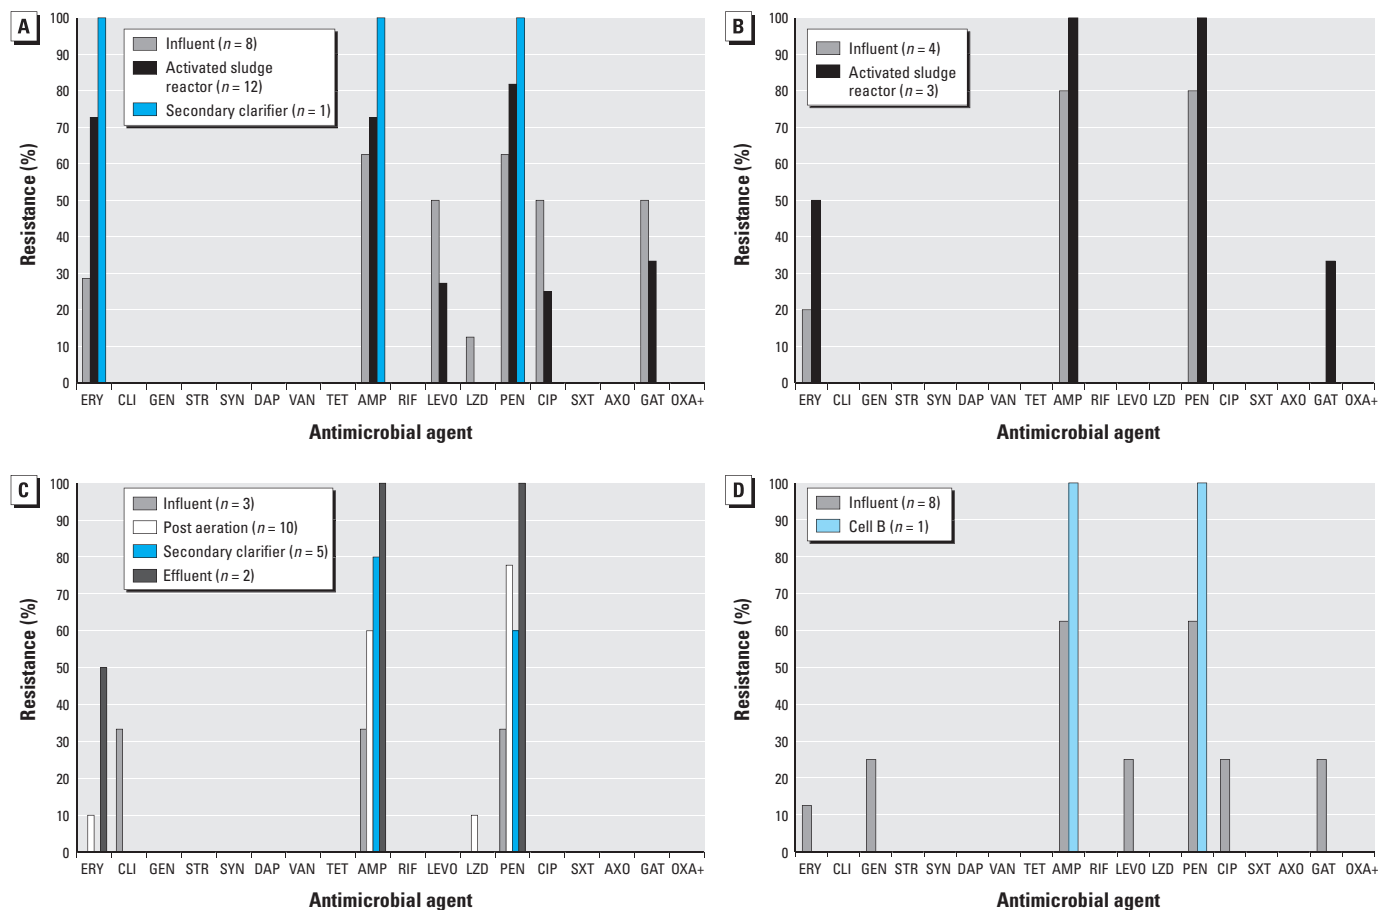 A
100
90
80
70
60
50
40
30
20
10
0
Resistance (%)
Influent (n = 8)
Activated sludge
reactor (n = 12)
Secondary clarifier (n = 1)
ERY CLI GEN STR SYN DAP VAN TET AMP RIF LEVO LZD PEN CIP SXT AXO GAT OXA+
Antimicrobial agent
B
100
90
80
70
60
50
40
30
20
10
0
Resistance (%)
Influent (n = 4)
Activated sludge
reactor (n = 3)
ERY CLI GEN STR SYN DAP VAN TET AMP RIF LEVO LZD PEN CIP SXT AXO GAT OXA+
Antimicrobial agent
C
100
90
80
70
60
50
40
30
20
10
0
Resistance (%)
Influent (n = 3)
Post aeration (n = 10)
Secondary clarifier (n = 5)
Effluent (n = 2)
ERY CLI GEN STR SYN DAP VAN TET AMP RIF LEVO LZD PEN CIP SXT AXO GAT OXA+
Antimicrobial agent
D
100
90
80
70
60
50
40
30
20
10
0
Resistance (%)
Influent (n = 8)
Cell B (n = 1)
ERY CLI GEN STR SYN DAP VAN TET AMP RIF LEVO LZD PEN CIP SXT AXO GAT OXA+
Antimicrobial agent